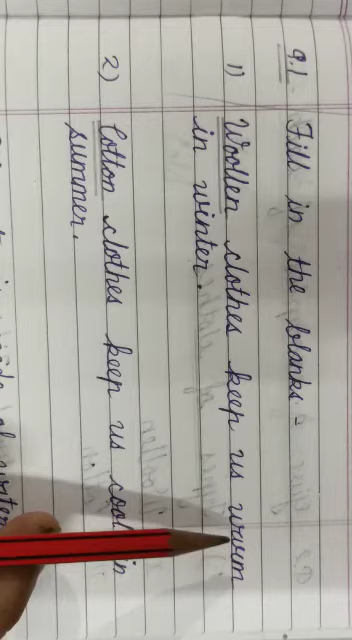 Q.1 Fill in the blanks :-
1) Woollen clothes keep us warm
in winter.
2) Cotton clothes keep us cool in
summer.